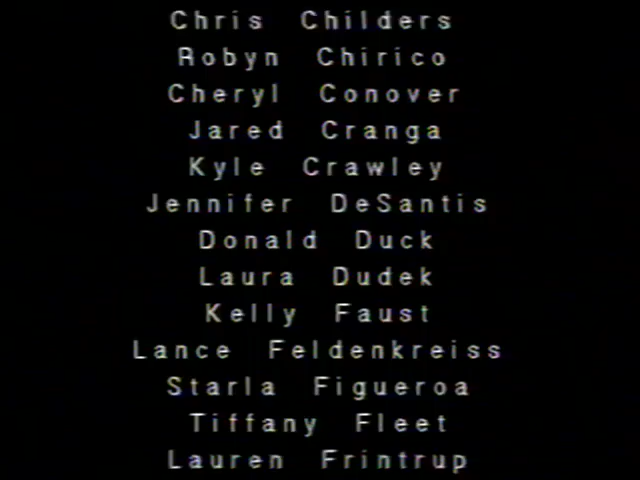 Chris Childers
Robyn Chirico
Cheryl Conover
Jared Cranga
Kyle Crawley
Jennifer DeSantis
Donald Duck
Laura Dudek
Kelly Faust
Lance Feldenkreiss
Starla Figueroa
Tiffany Fleet
Lauren Frintrup